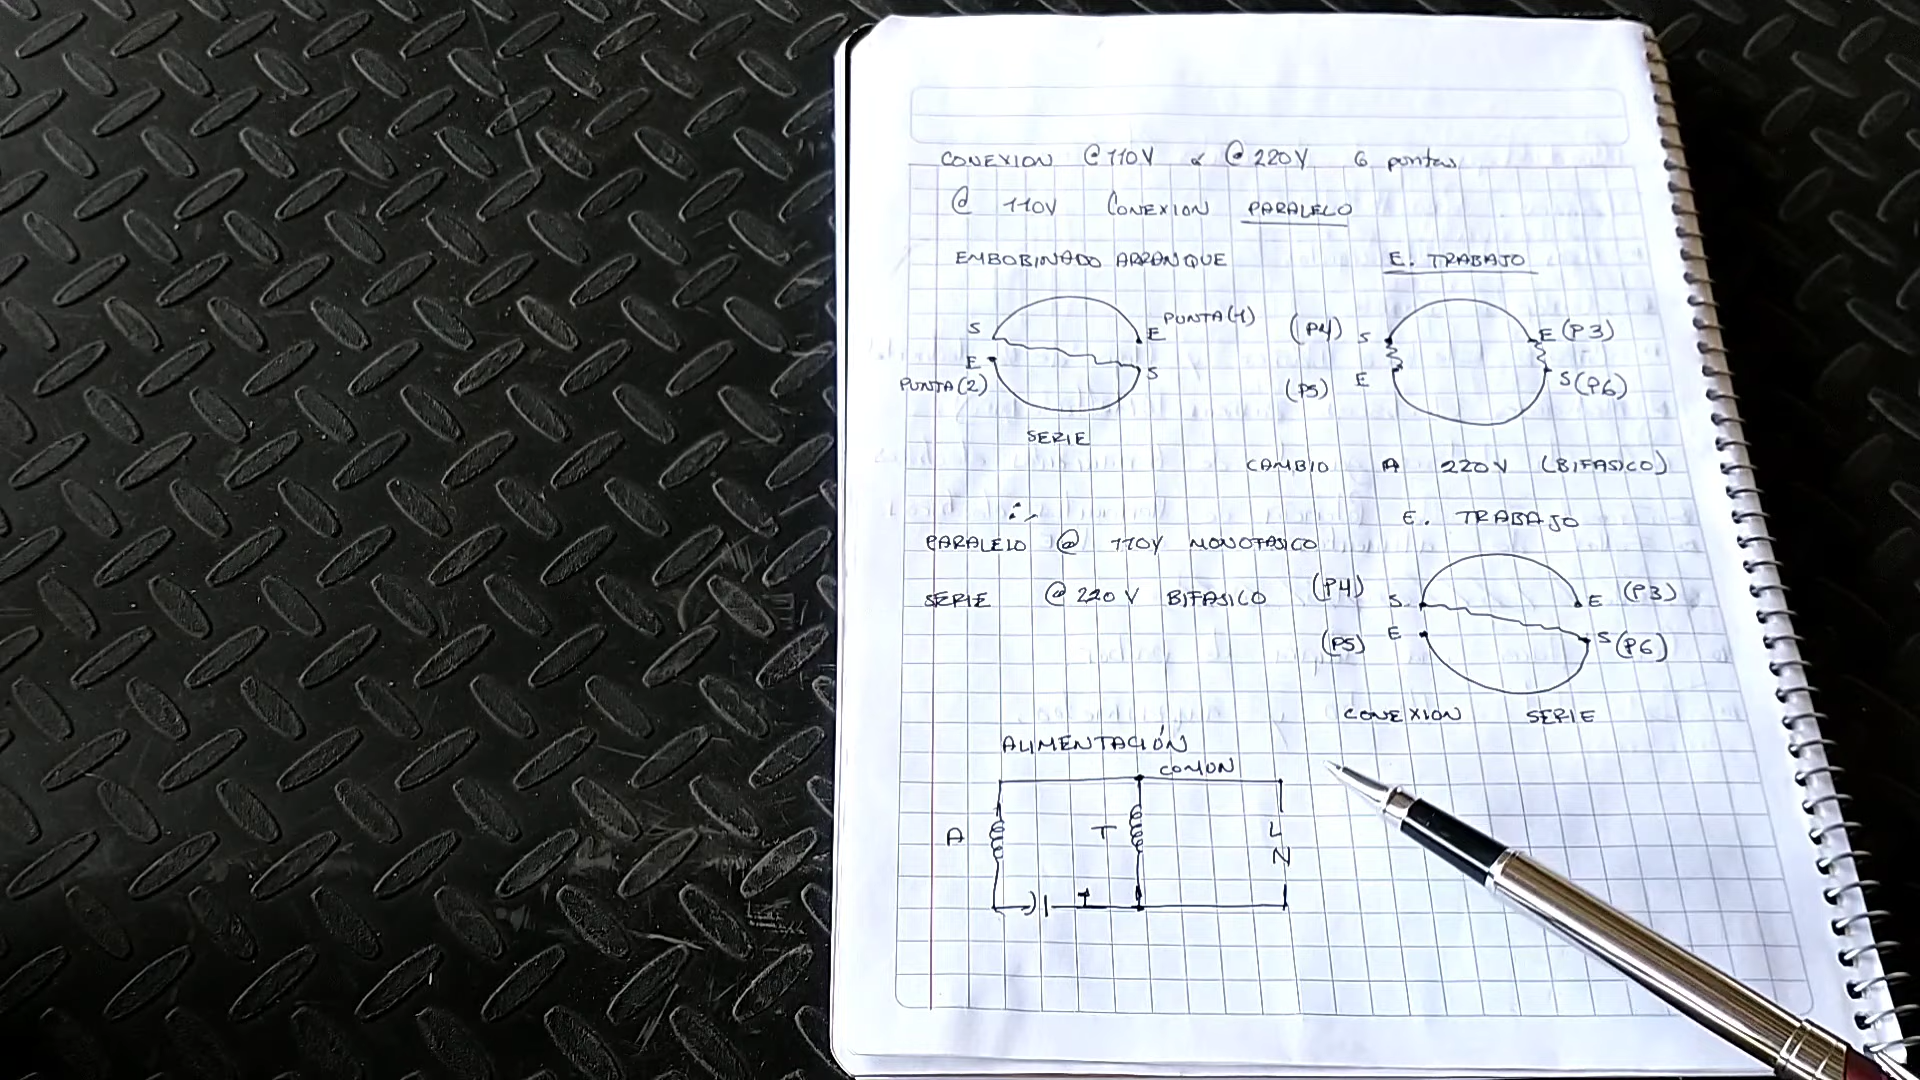 CONEXION @ 110V & @ 220V 6 puntas
@ 110V CONEXION PARALELO
EMBOBINADO ARRANQUE E. TRABAJO
S E PUNTA(1) (P4) S E (P3)
E S (P5) E S (P6)
PUNTA(2)
SERIE
CAMBIO A 220V (BIFASICO)
∴ E. TRABAJO
PARALELO @ 110V MONOFASICO
SERIE @ 220V BIFASICO (P4) S E (P3)
(P5) E S (P6)
CONEXION SERIE
ALIMENTACIÓN
COMUN
A T L
N